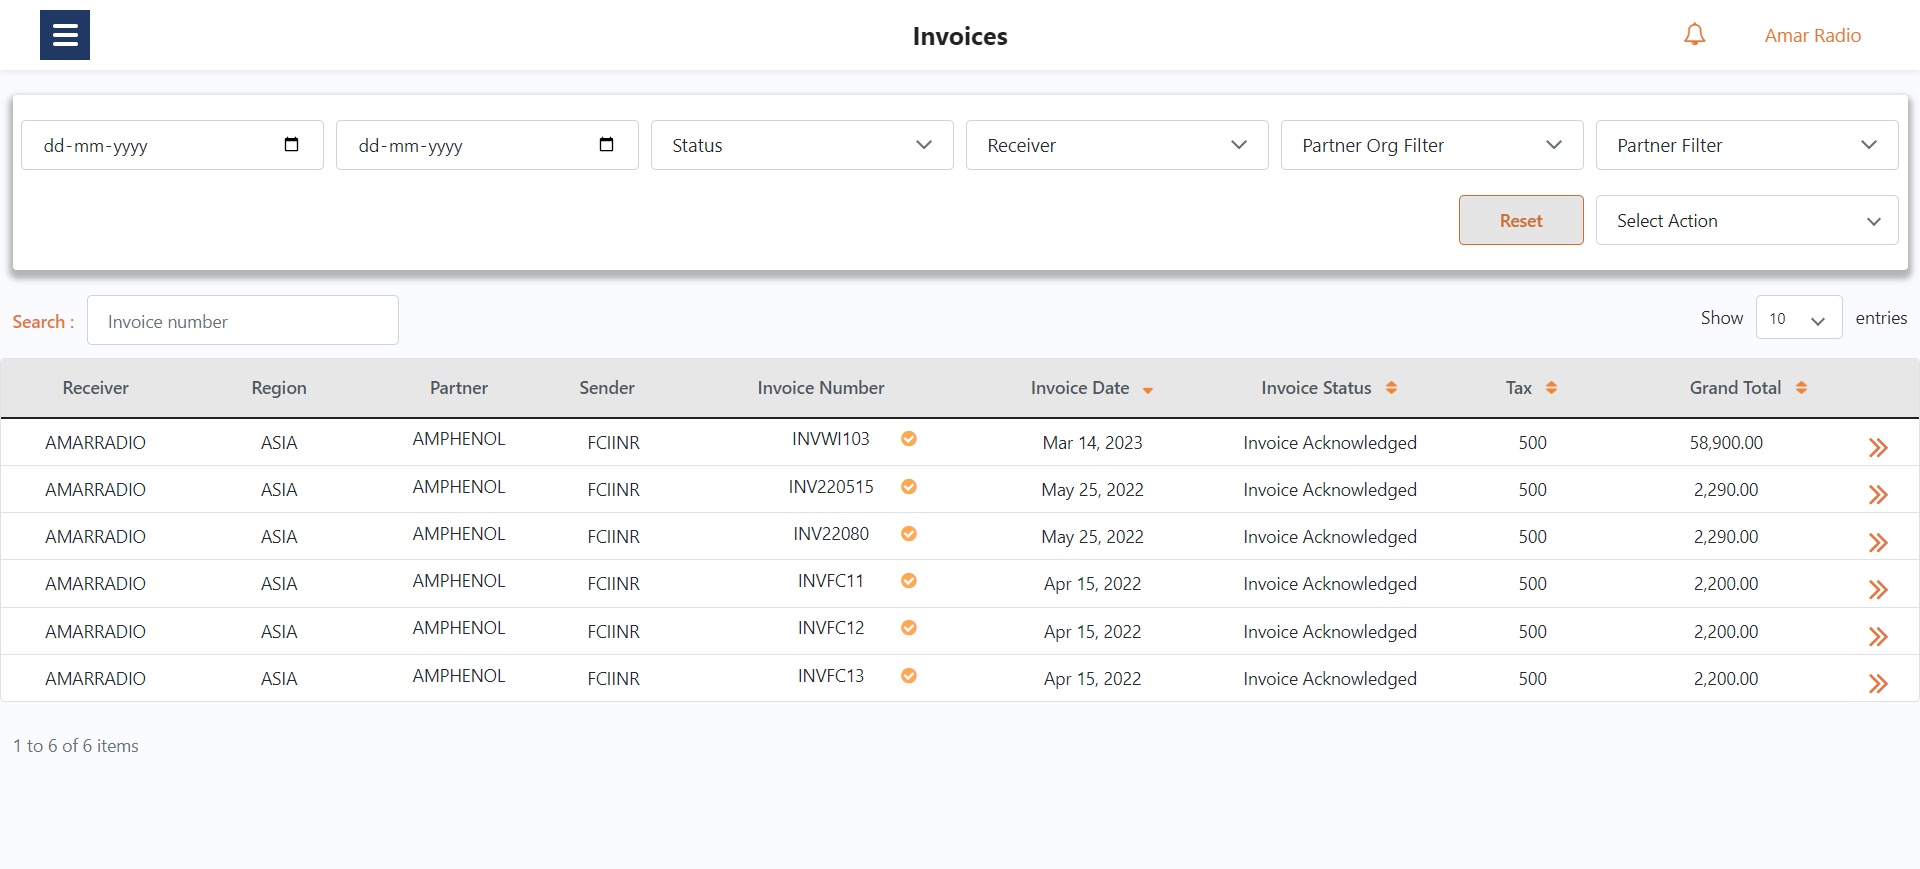 Invoices
Amar Radio
dd-mm-yyyy dd-mm-yyyy Status Receiver Partner Org Filter Partner Filter
Reset Select Action
Search : Invoice number Show 10 entries
Receiver Region Partner Sender Invoice Number Invoice Date Invoice Status Tax Grand Total
AMARRADIO ASIA AMPHENOL FCIINR INVWI103 Mar 14, 2023 Invoice Acknowledged 500 58,900.00
AMARRADIO ASIA AMPHENOL FCIINR INV220515 May 25, 2022 Invoice Acknowledged 500 2,290.00
AMARRADIO ASIA AMPHENOL FCIINR INV22080 May 25, 2022 Invoice Acknowledged 500 2,290.00
AMARRADIO ASIA AMPHENOL FCIINR INVFC11 Apr 15, 2022 Invoice Acknowledged 500 2,200.00
AMARRADIO ASIA AMPHENOL FCIINR INVFC12 Apr 15, 2022 Invoice Acknowledged 500 2,200.00
AMARRADIO ASIA AMPHENOL FCIINR INVFC13 Apr 15, 2022 Invoice Acknowledged 500 2,200.00
1 to 6 of 6 items